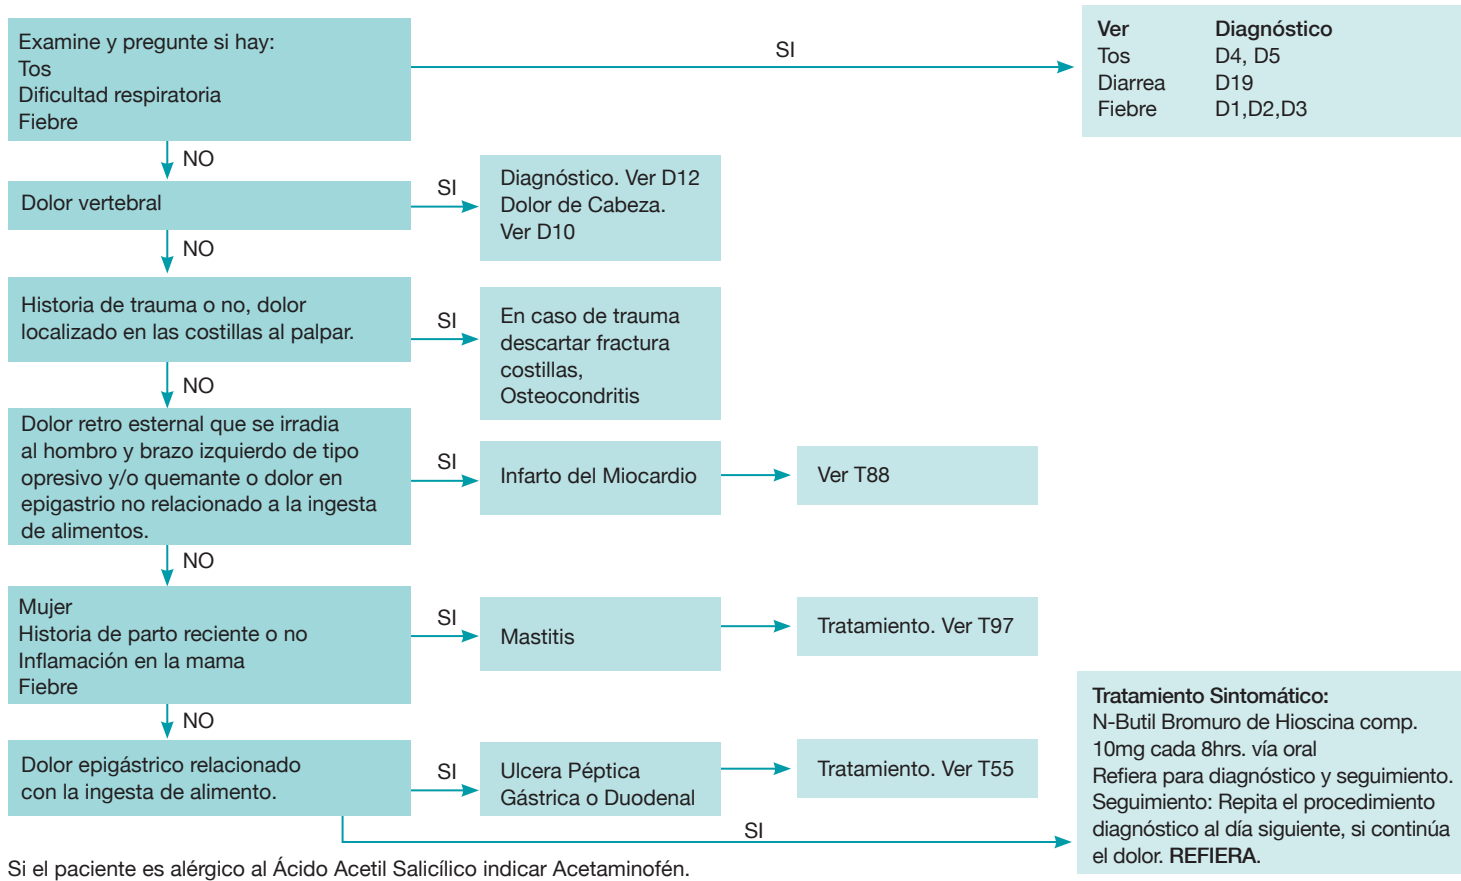 Examine y pregunte si hay:
Tos
Dificultad respiratoria
Fiebre
SI
Ver Diagnóstico
Tos D4, D5
Diarrea D19
Fiebre D1,D2,D3
NO
Dolor vertebral
SI
Diagnóstico. Ver D12
Dolor de Cabeza.
Ver D10
NO
Historia de trauma o no, dolor
localizado en las costillas al palpar.
SI
En caso de trauma
descartar fractura
costillas,
Osteocondritis
NO
Dolor retro esternal que se irradia
al hombro y brazo izquierdo de tipo
opresivo y/o quemante o dolor en
epigastrio no relacionado a la ingesta
de alimentos.
SI
Infarto del Miocardio
Ver T88
NO
Mujer
Historia de parto reciente o no
Inflamación en la mama
Fiebre
SI
Mastitis
Tratamiento. Ver T97
NO
Dolor epigástrico relacionado
con la ingesta de alimento.
SI
Ulcera Péptica
Gástrica o Duodenal
Tratamiento. Ver T55
SI
Tratamiento Sintomático:
N-Butil Bromuro de Hioscina comp.
10mg cada 8hrs. vía oral
Refiera para diagnóstico y seguimiento.
Seguimiento: Repita el procedimiento
diagnóstico al día siguiente, si continúa
el dolor. REFIERA.
Si el paciente es alérgico al Ácido Acetil Salicílico indicar Acetaminofén.